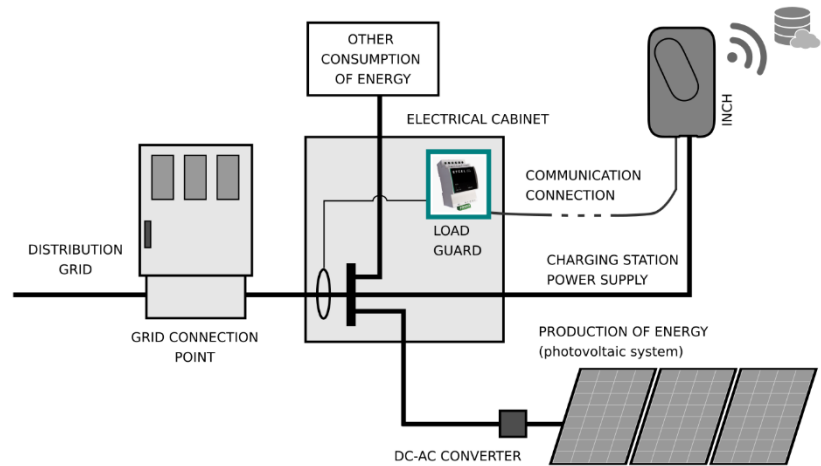 OTHER
CONSUMPTION
OF ENERGY
ELECTRICAL CABINET
INCH
COMMUNICATION
CONNECTION
LOAD
GUARD
DISTRIBUTION
GRID
CHARGING STATION
POWER SUPPLY
GRID CONNECTION
POINT
PRODUCTION OF ENERGY
(photovoltaic system)
DC-AC CONVERTER